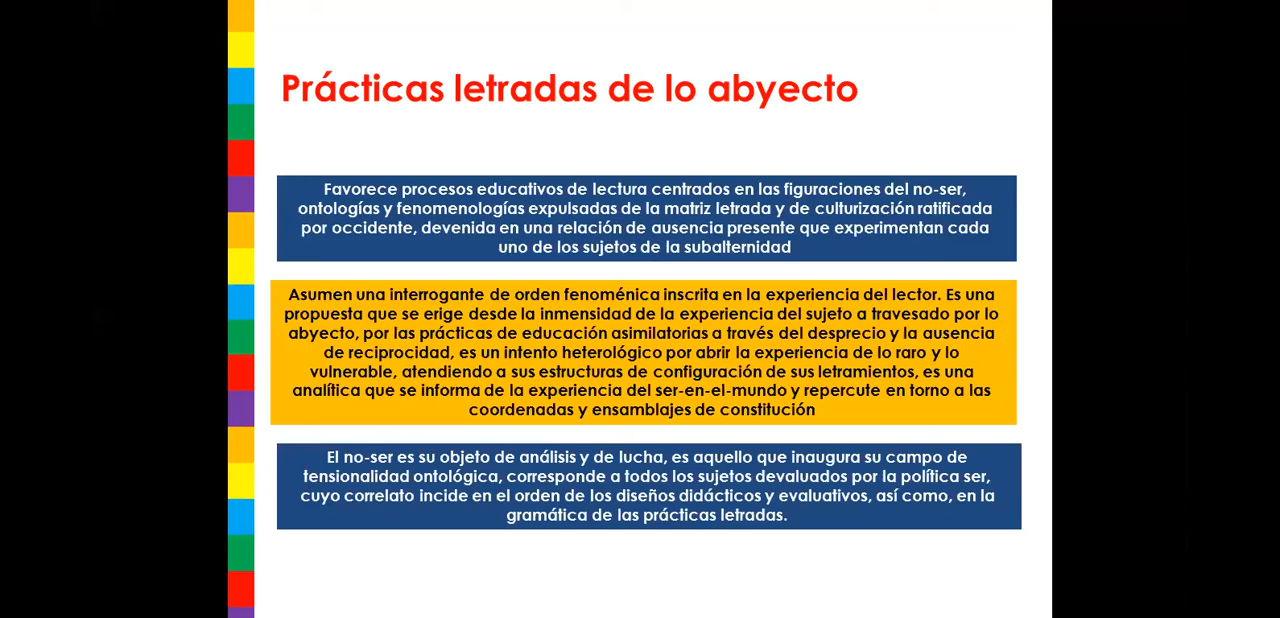 Prácticas letradas de lo abyecto
Favorece procesos educativos de lectura centrados en las figuraciones del no-ser,
ontologías y fenomenologías expulsadas de la matriz letrada y de culturización ratificada
por occidente, devenida en una relación de ausencia presente que experimentan cada
uno de los sujetos de la subalternidad
Asumen una interrogante de orden fenoménica inscrita en la experiencia del lector. Es una
propuesta que se erige desde la inmensidad de la experiencia del sujeto a travesado por lo
abyecto, por las prácticas de educación asimilatorias a través del desprecio y la ausencia
de reciprocidad, es un intento heterológico por abrir la experiencia de lo raro y lo
vulnerable, atendiendo a sus estructuras de configuración de sus letramientos, es una
analítica que se informa de la experiencia del ser-en-el-mundo y repercute en torno a las
coordenadas y ensamblajes de constitución
El no-ser es su objeto de análisis y de lucha, es aquello que inaugura su campo de
tensionalidad ontológica, corresponde a todos los sujetos devaluados por la política ser,
cuyo correlato incide en el orden de los diseños didácticos y evaluativos, así como, en la
gramática de las prácticas letradas.